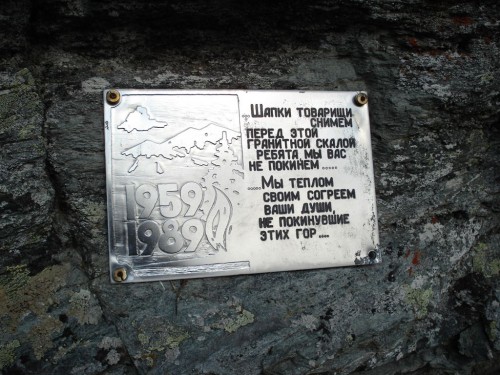 Шапки товарищи
снимем
перед этой
гранитной скалой
ребята мы вас
не покинем .....
..... Мы теплом
своим согреем
ваши души,
не покинувшие
этих гор ....
1959
1989